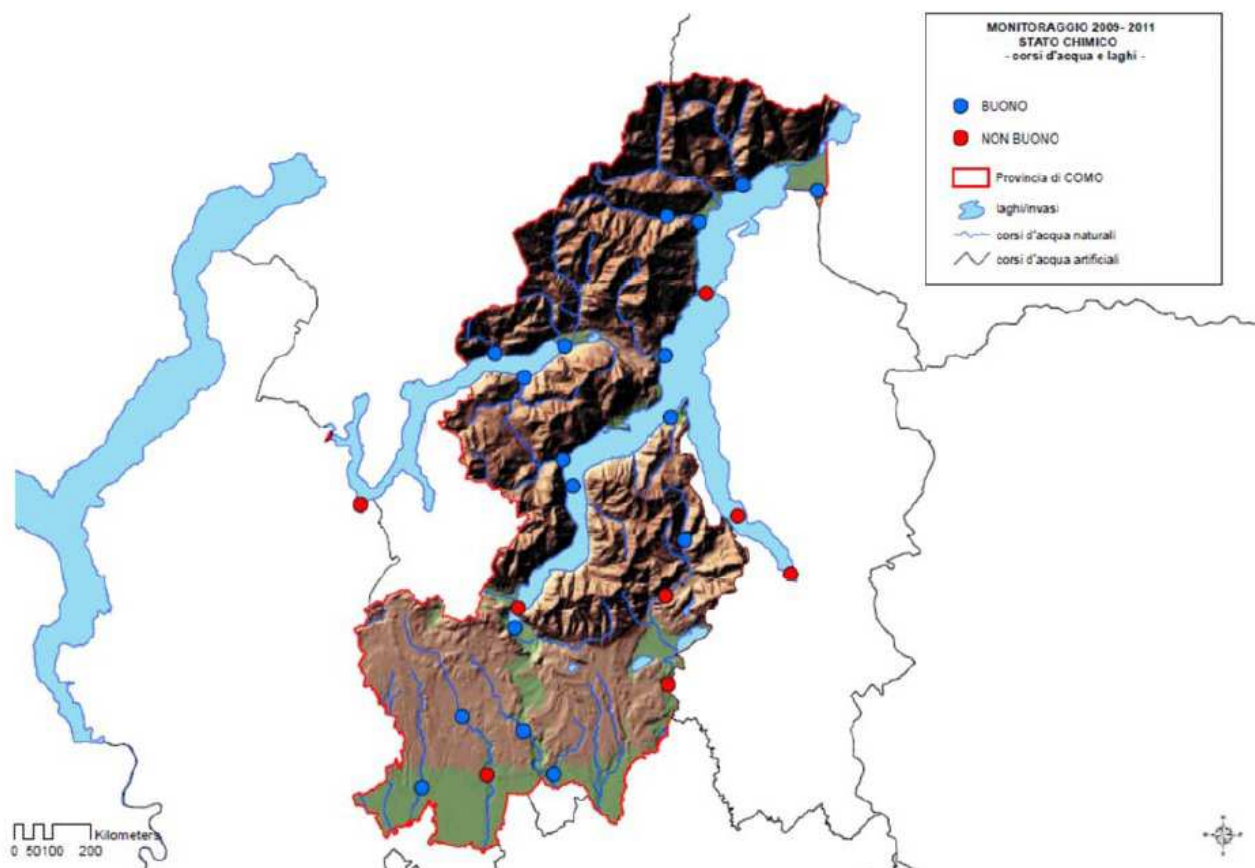 MONITORAGGIO 2009- 2011
STATO CHIMICO
- corsi d'acqua e laghi -
BUONO
NON BUONO
Provincia di COMO
laghi/invasi
corsi d'acqua naturali
corsi d'acqua artificiali
Kilometers
0 50100 200